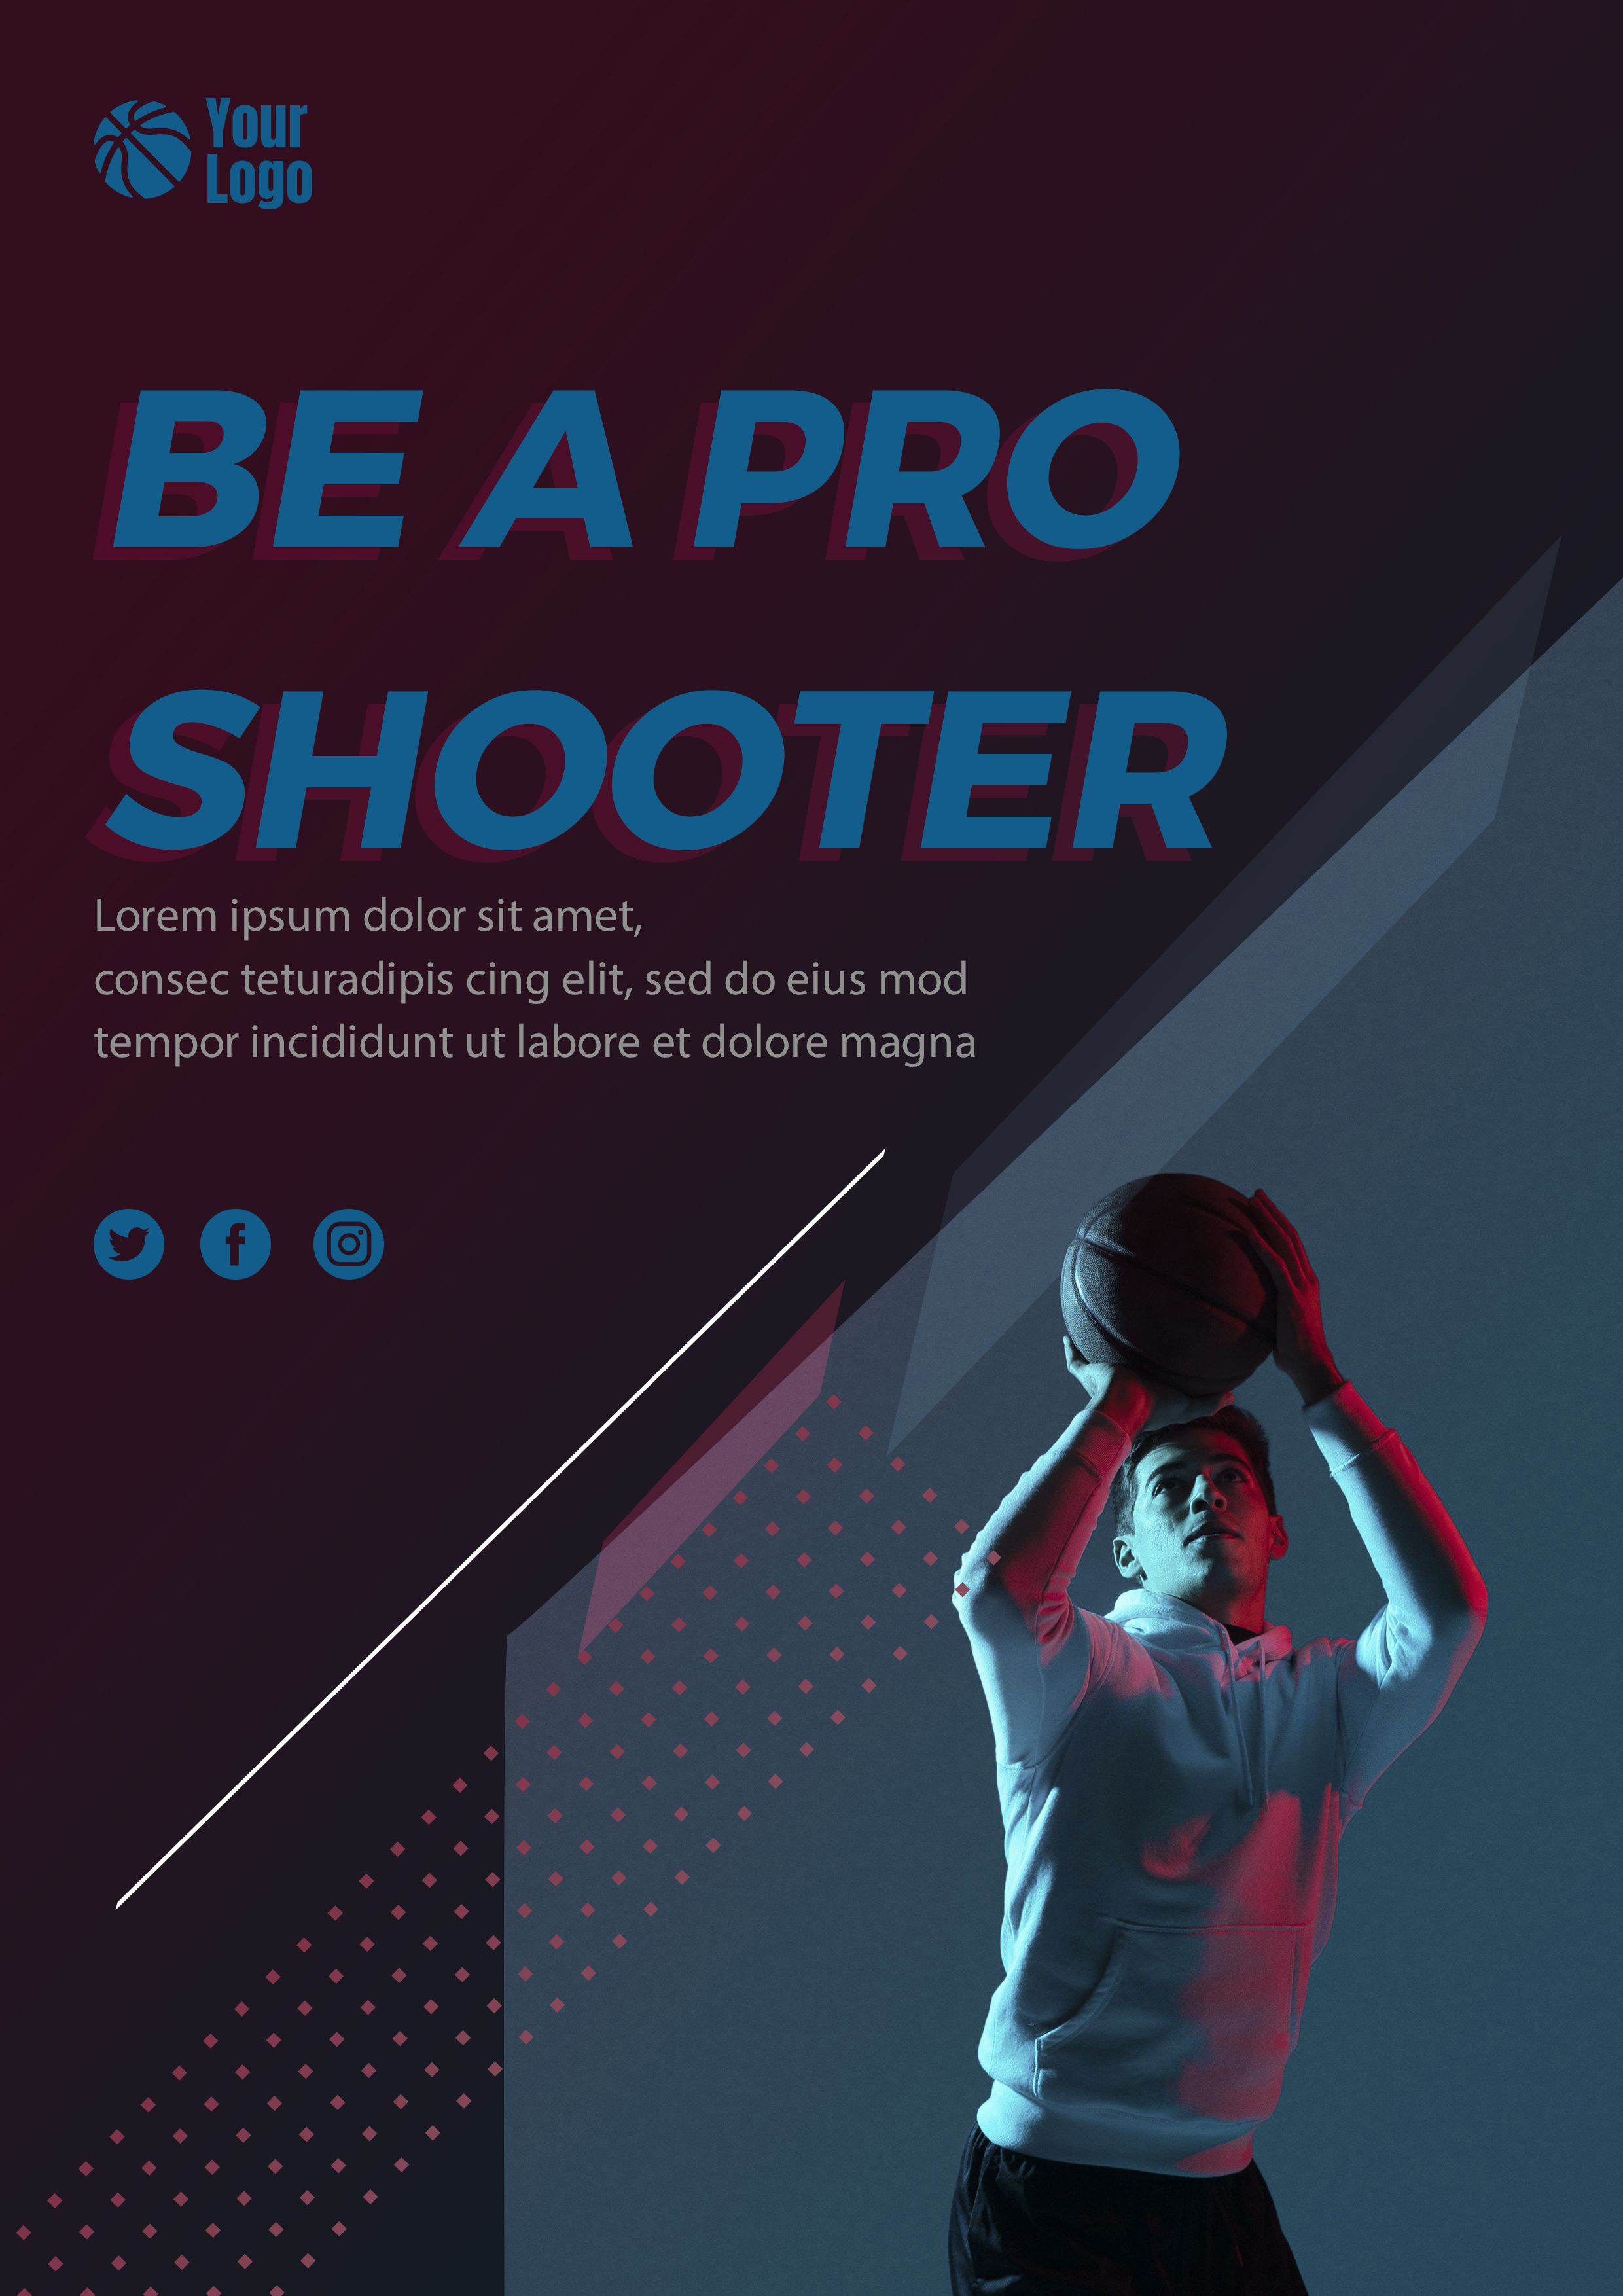 Your
Logo
BE A PRO
SHOOTER
Lorem ipsum dolor sit amet,
consec teturadipis cing elit, sed do eius mod
tempor incididunt ut labore et dolore magna